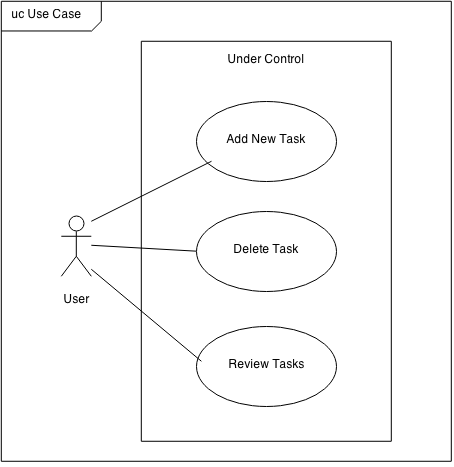 uc Use Case
Under Control
Add New Task
Delete Task
User
Review Tasks